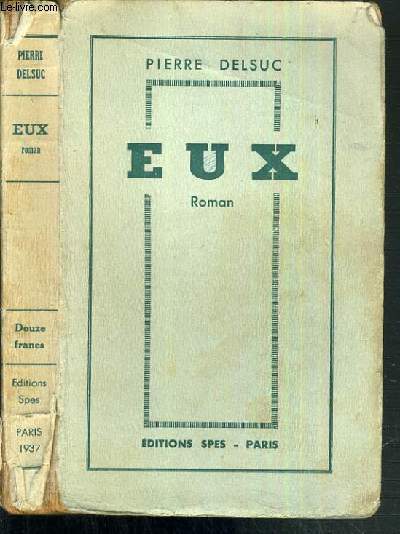 Le-livre.com
PIERRE
DELSUC
EUX
roman
Douze
francs
Editions
Spes
PARIS
1937
PIERRE DELSUC
EUX
Roman
EDITIONS SPES - PARIS